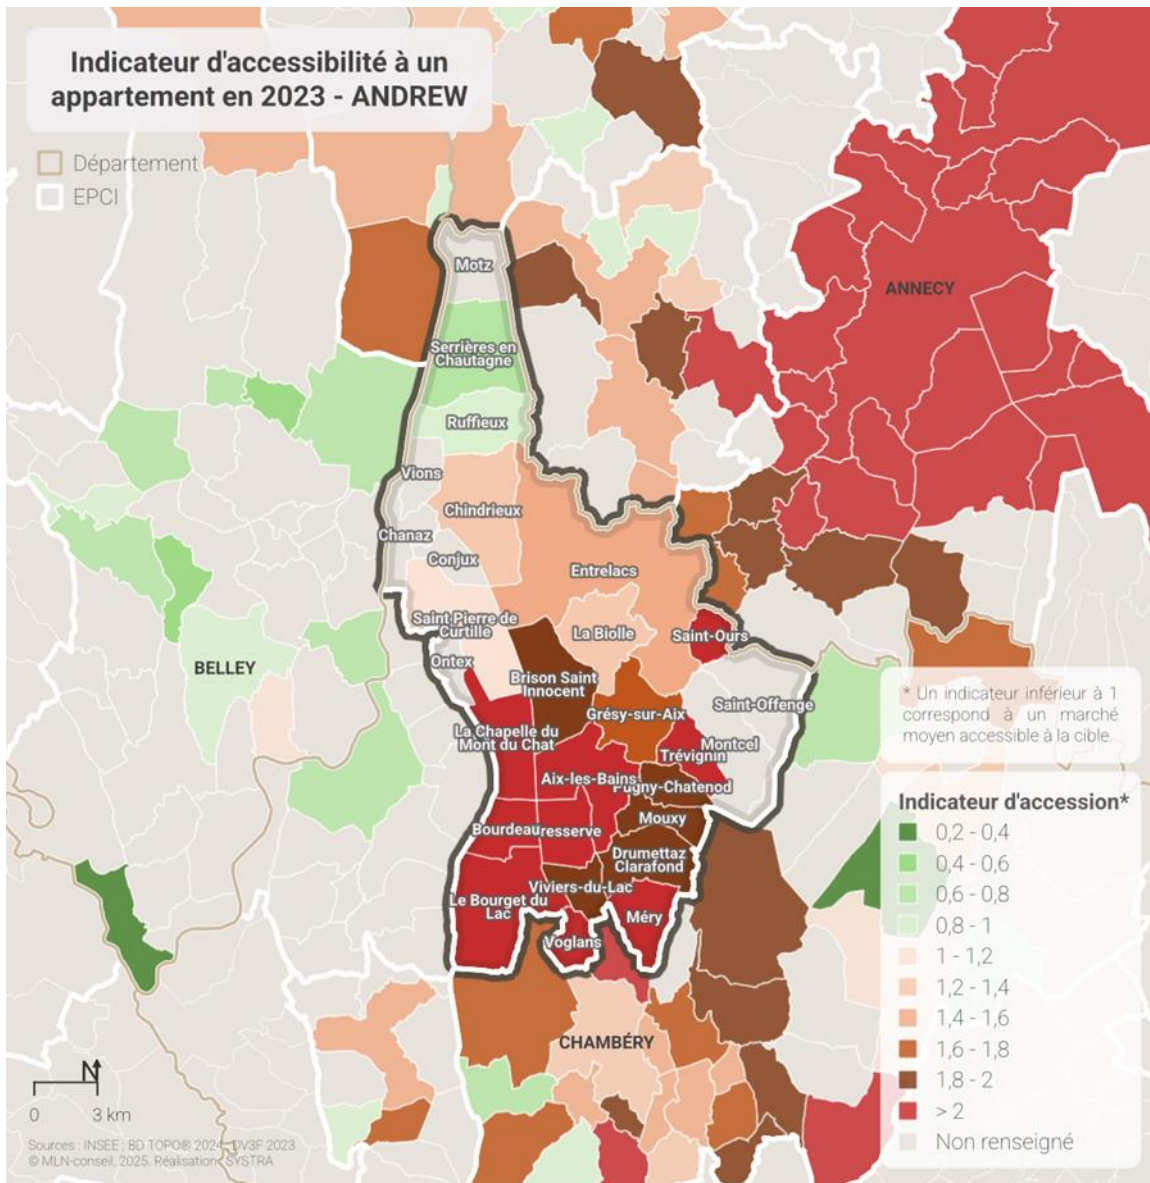 Indicateur d'accessibilité à un
appartement en 2023 - ANDREW
Département
EPCI
Motz
ANNECY
Serrières en
Chautagne
Ruffieux
Vions
Chindrieux
Chanaz
Conjux
Entrelacs
Saint Pierre de
Curtille
La Biolle
Saint-Ours
Ontex
BELLEY
Brison Saint
Innocent
Saint-Offenge
Grésy-sur-Aix
La Chapelle du
Mont du Chat
Montcel
Trévignin
Aix-les-Bains
Pugny-Chatenod
Mouxy
Bourdeau
resserve
Drumettaz
Clarafond
Viviers-du-Lac
Le Bourget du
Lac
Méry
Voglans
CHAMBÉRY
* Un indicateur inférieur à 1
correspond à un marché
moyen accessible à la cible.
Indicateur d'accession*
0,2 - 0,4
0,4 - 0,6
0,6 - 0,8
0,8 - 1
1 - 1,2
1,2 - 1,4
1,4 - 1,6
1,6 - 1,8
1,8 - 2
> 2
Non renseigné
N
0 3 km
Sources : INSEE ; BD TOPO® 2024 ; DV3F 2023
© MLN-conseil, 2025. Réalisation : SYSTRA